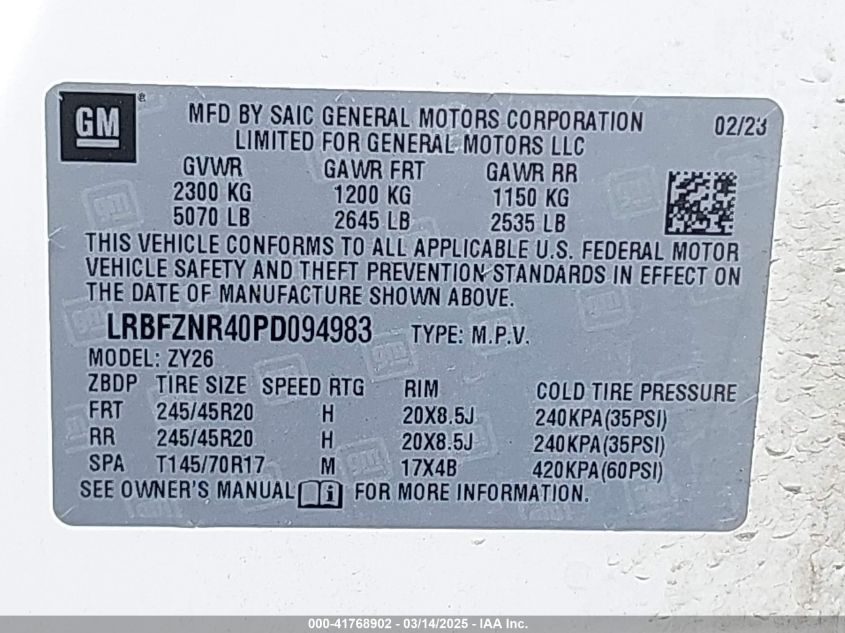 GM ®
MFD BY SAIC GENERAL MOTORS CORPORATION 02/23
LIMITED FOR GENERAL MOTORS LLC
GVWR GAWR FRT GAWR RR
2300 KG 1200 KG 1150 KG
5070 LB 2645 LB 2535 LB
THIS VEHICLE CONFORMS TO ALL APPLICABLE U.S. FEDERAL MOTOR
VEHICLE SAFETY AND THEFT PREVENTION STANDARDS IN EFFECT ON
THE DATE OF MANUFACTURE SHOWN ABOVE.
LRBFZNR40PD094983 TYPE: M.P.V.
MODEL: ZY26
ZBDP TIRE SIZE SPEED RTG RIM COLD TIRE PRESSURE
FRT 245/45R20 H 20X8.5J 240KPA(35PSI)
RR 245/45R20 H 20X8.5J 240KPA(35PSI)
SPA T145/70R17 M 17X4B 420KPA(60PSI)
SEE OWNER'S MANUAL i FOR MORE INFORMATION.
000-41768902 - 03/14/2025 - IAA Inc.